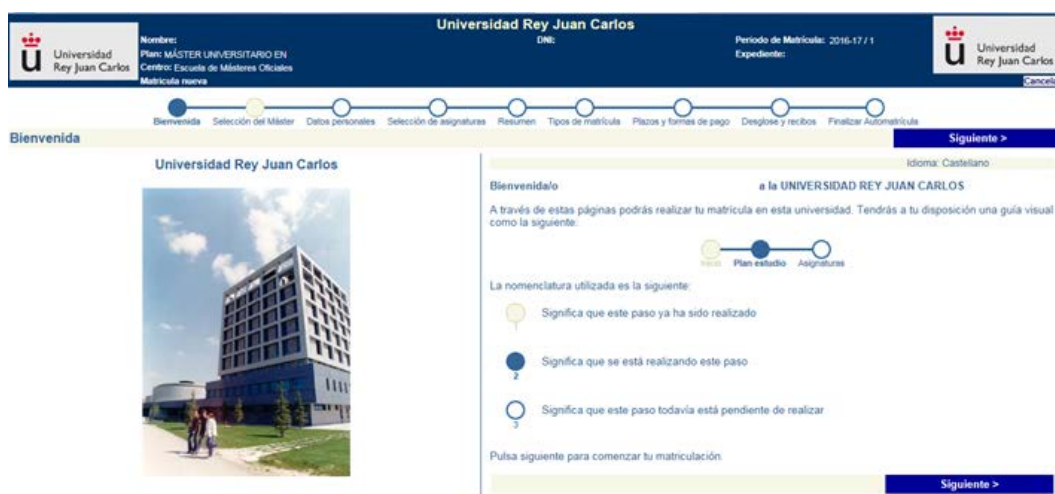 Universidad Rey Juan Carlos
ü Universidad
Rey Juan Carlos
Nombre:
DNI:
Período de Matrícula: 2016-17 / 1
Plan: MÁSTER UNIVERSITARIO EN
Expediente:
Centro: Escuela de Másteres Oficiales
Matrícula nueva
ü Universidad
Rey Juan Carlos
Cancela
Bienvenida Selección del Máster Datos personales Selección de asignaturas Resumen Tipos de matrícula Plazos y formas de pago Desglose y recibos Finalizar Automatrícula
Bienvenida
Siguiente >
Universidad Rey Juan Carlos
Idioma: Castellano
Bienvenida/o a la UNIVERSIDAD REY JUAN CARLOS
A través de estas páginas podrás realizar tu matrícula en esta universidad. Tendrás a tu disposición una guía visual
como la siguiente:
Inicio Plan estudio Asignaturas
La nomenclatura utilizada es la siguiente:
1 Significa que este paso ya ha sido realizado
2 Significa que se está realizando este paso
3 Significa que este paso todavía está pendiente de realizar
Pulsa siguiente para comenzar tu matriculación.
Siguiente >